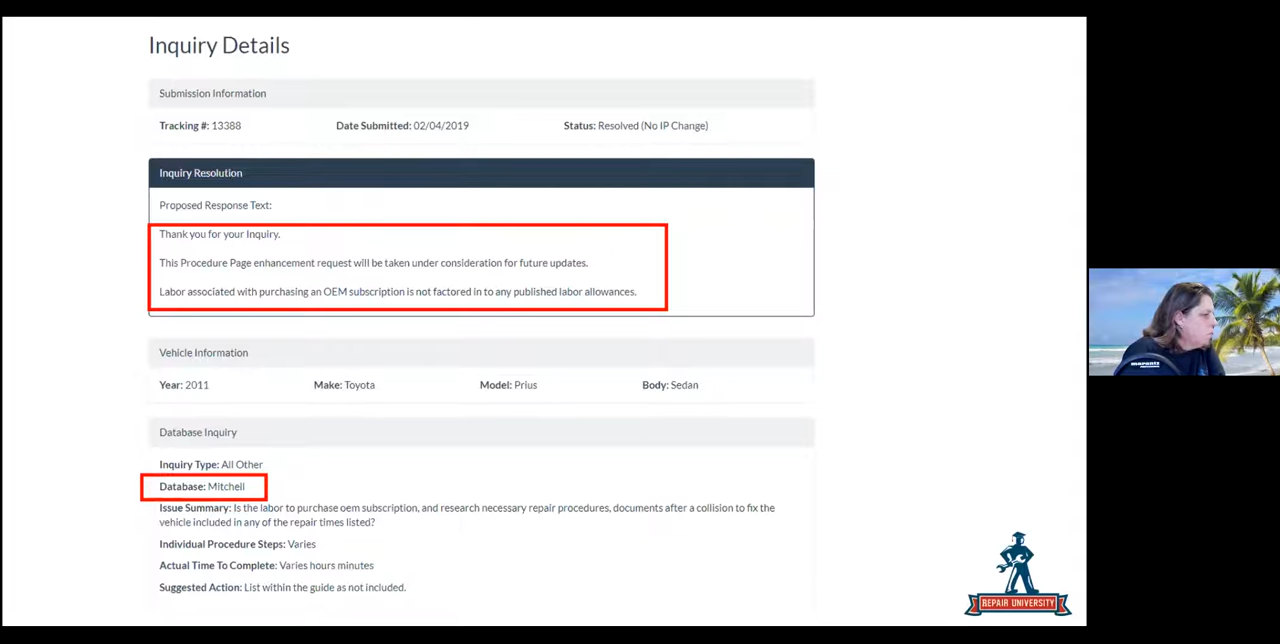 Inquiry Details
Submission Information
Tracking #: 13388 Date Submitted: 02/04/2019 Status: Resolved (No IP Change)
Inquiry Resolution
Proposed Response Text:
Thank you for your Inquiry.
This Procedure Page enhancement request will be taken under consideration for future updates.
Labor associated with purchasing an OEM subscription is not factored in to any published labor allowances.
Vehicle Information
Year: 2011 Make: Toyota Model: Prius Body: Sedan
Database Inquiry
Inquiry Type: All Other
Database: Mitchell
Issue Summary: Is the labor to purchase oem subscription, and research necessary repair procedures, documents after a collision to fix the
vehicle included in any of the repair times listed?
Individual Procedure Steps: Varies
Actual Time To Complete: Varies hours minutes
Suggested Action: List within the guide as not included.
REPAIR UNIVERSITY
marantz